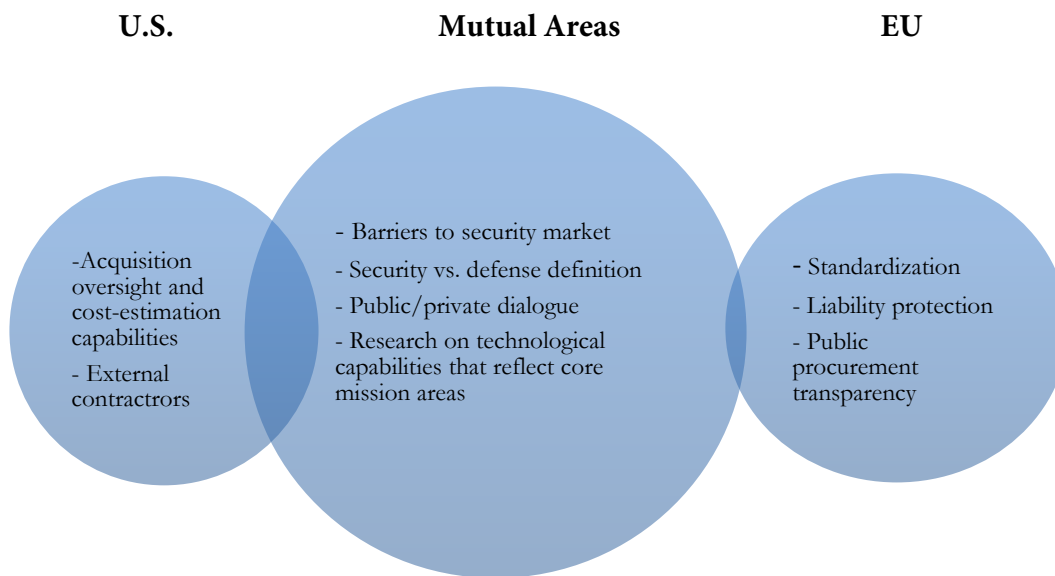 U.S.
Mutual Areas
EU
-Acquisition
oversight and
cost-estimation
capabilities
- External
contractrors
- Barriers to security market
- Security vs. defense definition
- Public/private dialogue
- Research on technological
capabilities that reflect core
mission areas
- Standardization
- Liability protection
- Public
procurement
transparency